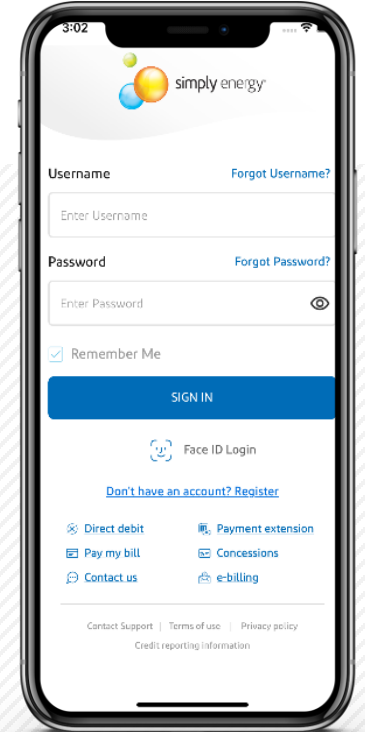 3:02
simply energy
Username Forgot Username?
Enter Username
Password Forgot Password?
Enter Password
Remember Me
SIGN IN
Face ID Login
Don't have an account? Register
Direct debit Payment extension
Pay my bill Concessions
Contact us e-billing
Contact Support | Terms of use | Privacy policy
Credit reporting information